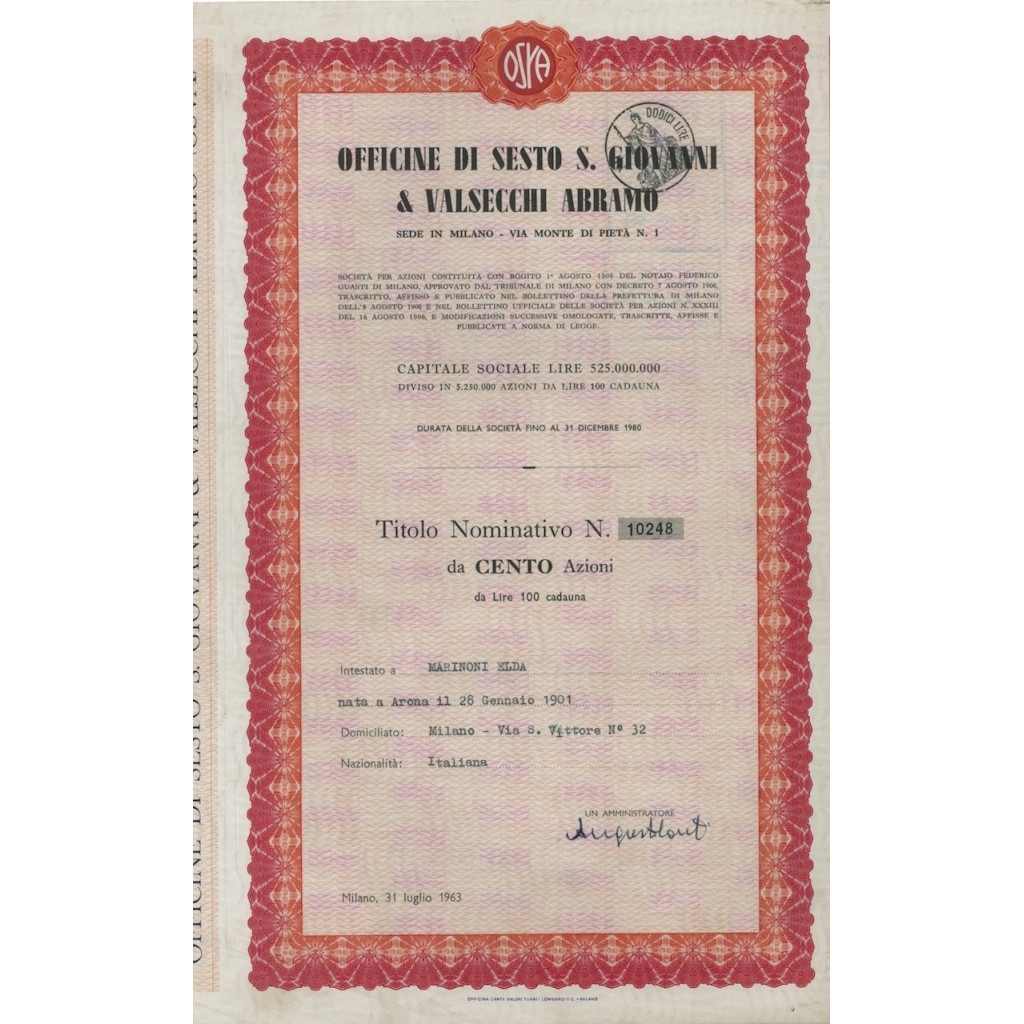 OSVA
DODICI LIRE
OFFICINE DI SESTO S. GIOVANNI
& VALSECCHI ABRAMO
SEDE IN MILANO - VIA MONTE DI PIETÀ N. 1
SOCIETÀ PER AZIONI COSTITUITA CON ROGITO 1° AGOSTO 1906 DEL NOTAIO FEDERICO
GUASTI DI MILANO, APPROVATO DAL TRIBUNALE DI MILANO CON DECRETO 7 AGOSTO 1906,
TRASCRITTO, AFFISSO E PUBBLICATO NEL BOLLETTINO DELLA PREFETTURA DI MILANO
DELL'8 AGOSTO 1906 E NEL BOLLETTINO UFFICIALE DELLE SOCIETÀ PER AZIONI N. XXXIII
DEL 16 AGOSTO 1906, E MODIFICAZIONI SUCCESSIVE OMOLOGATE, TRASCRITTE, AFFISSE E
PUBBLICATE A NORMA DI LEGGE.
CAPITALE SOCIALE LIRE 525.000.000
DIVISO IN 5.250.000 AZIONI DA LIRE 100 CADAUNA
DURATA DELLA SOCIETÀ FINO AL 31 DICEMBRE 1980
Titolo Nominativo N. 10248
da CENTO Azioni
da Lire 100 cadauna
Intestato a MARINONI ELDA
nata a Arona il 28 Gennaio 1901
Domiciliato: Milano - Via S. Vittore N° 32
Nazionalità: Italiana
UN AMMINISTRATORE
Milano, 31 luglio 1963
OFFICINA CARTE VALORI TURATI LOMBARDI E C. - MILANO
OFFICINE DI SESTO S. GIOVANNI & VALSECCHI ABRAMO